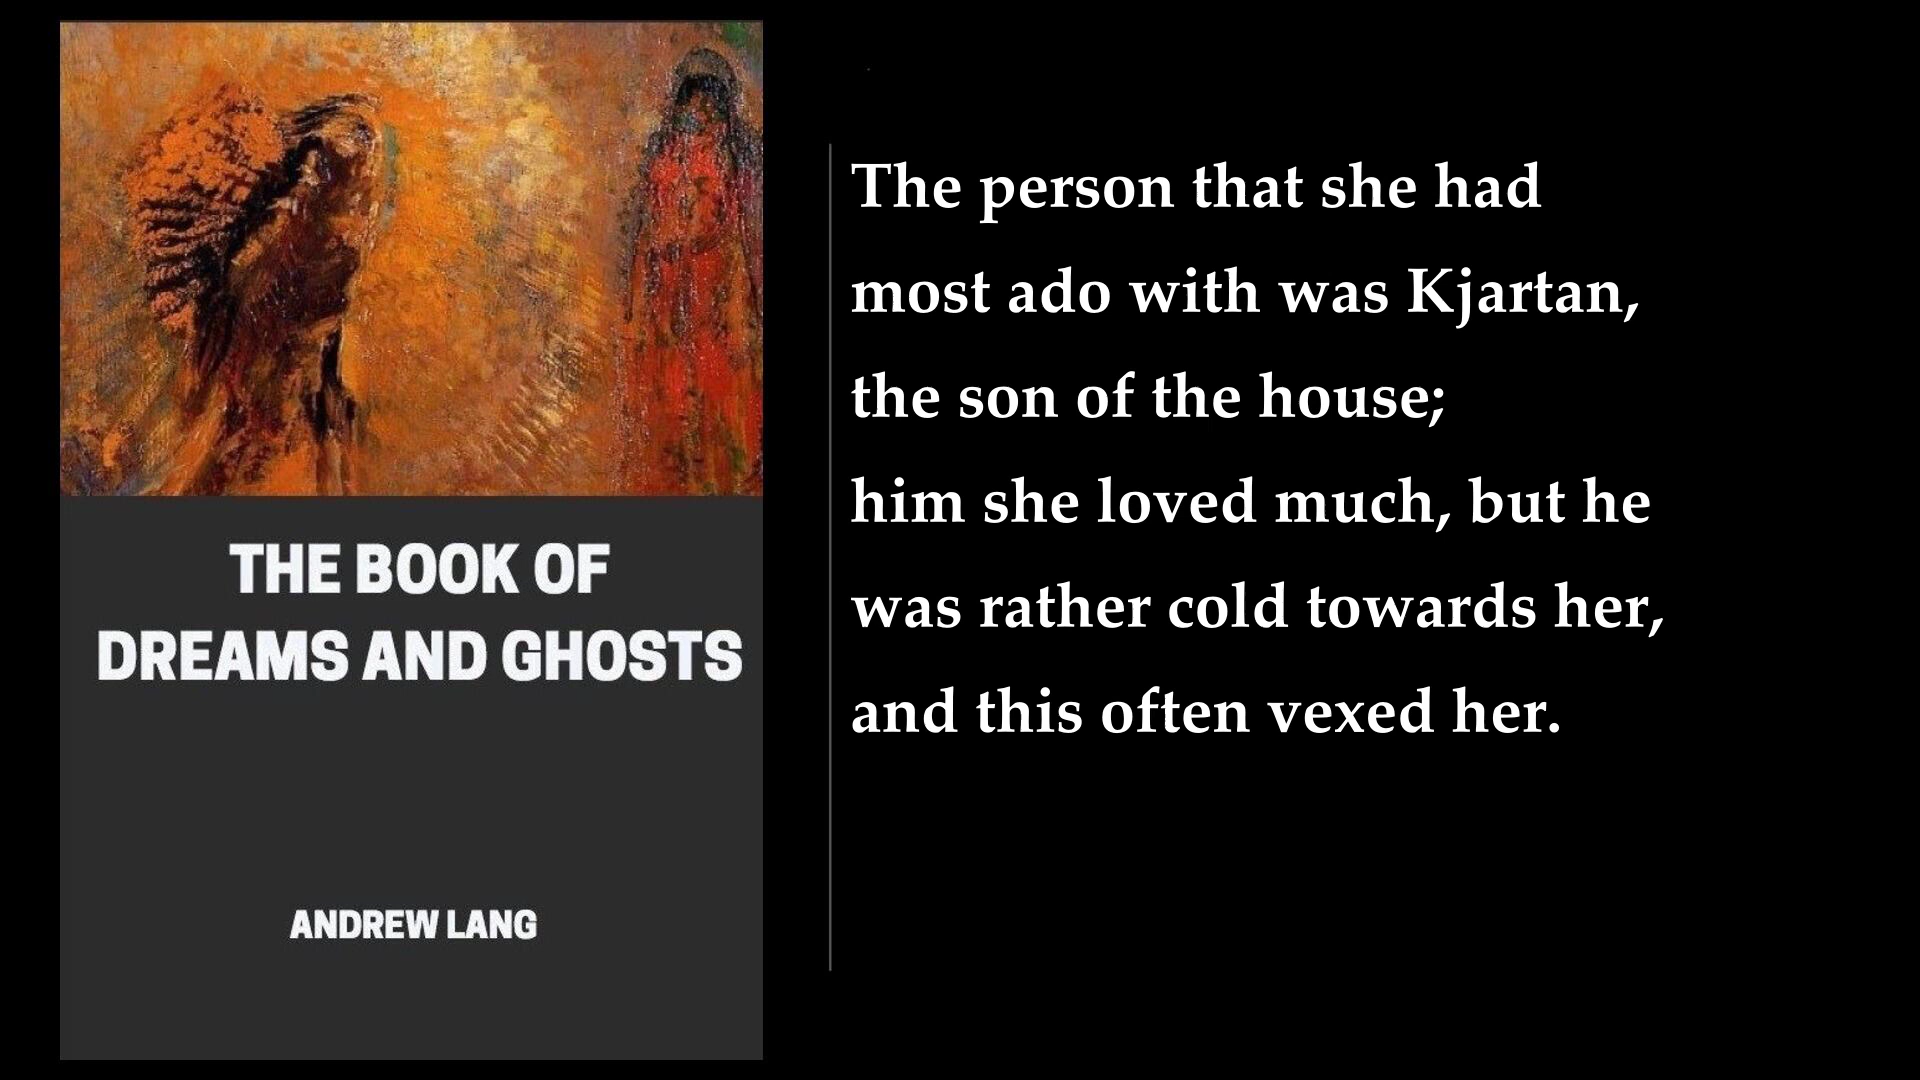 THE BOOK OF
DREAMS AND GHOSTS
ANDREW LANG
The person that she had
most ado with was Kjartan,
the son of the house;
him she loved much, but he
was rather cold towards her,
and this often vexed her.